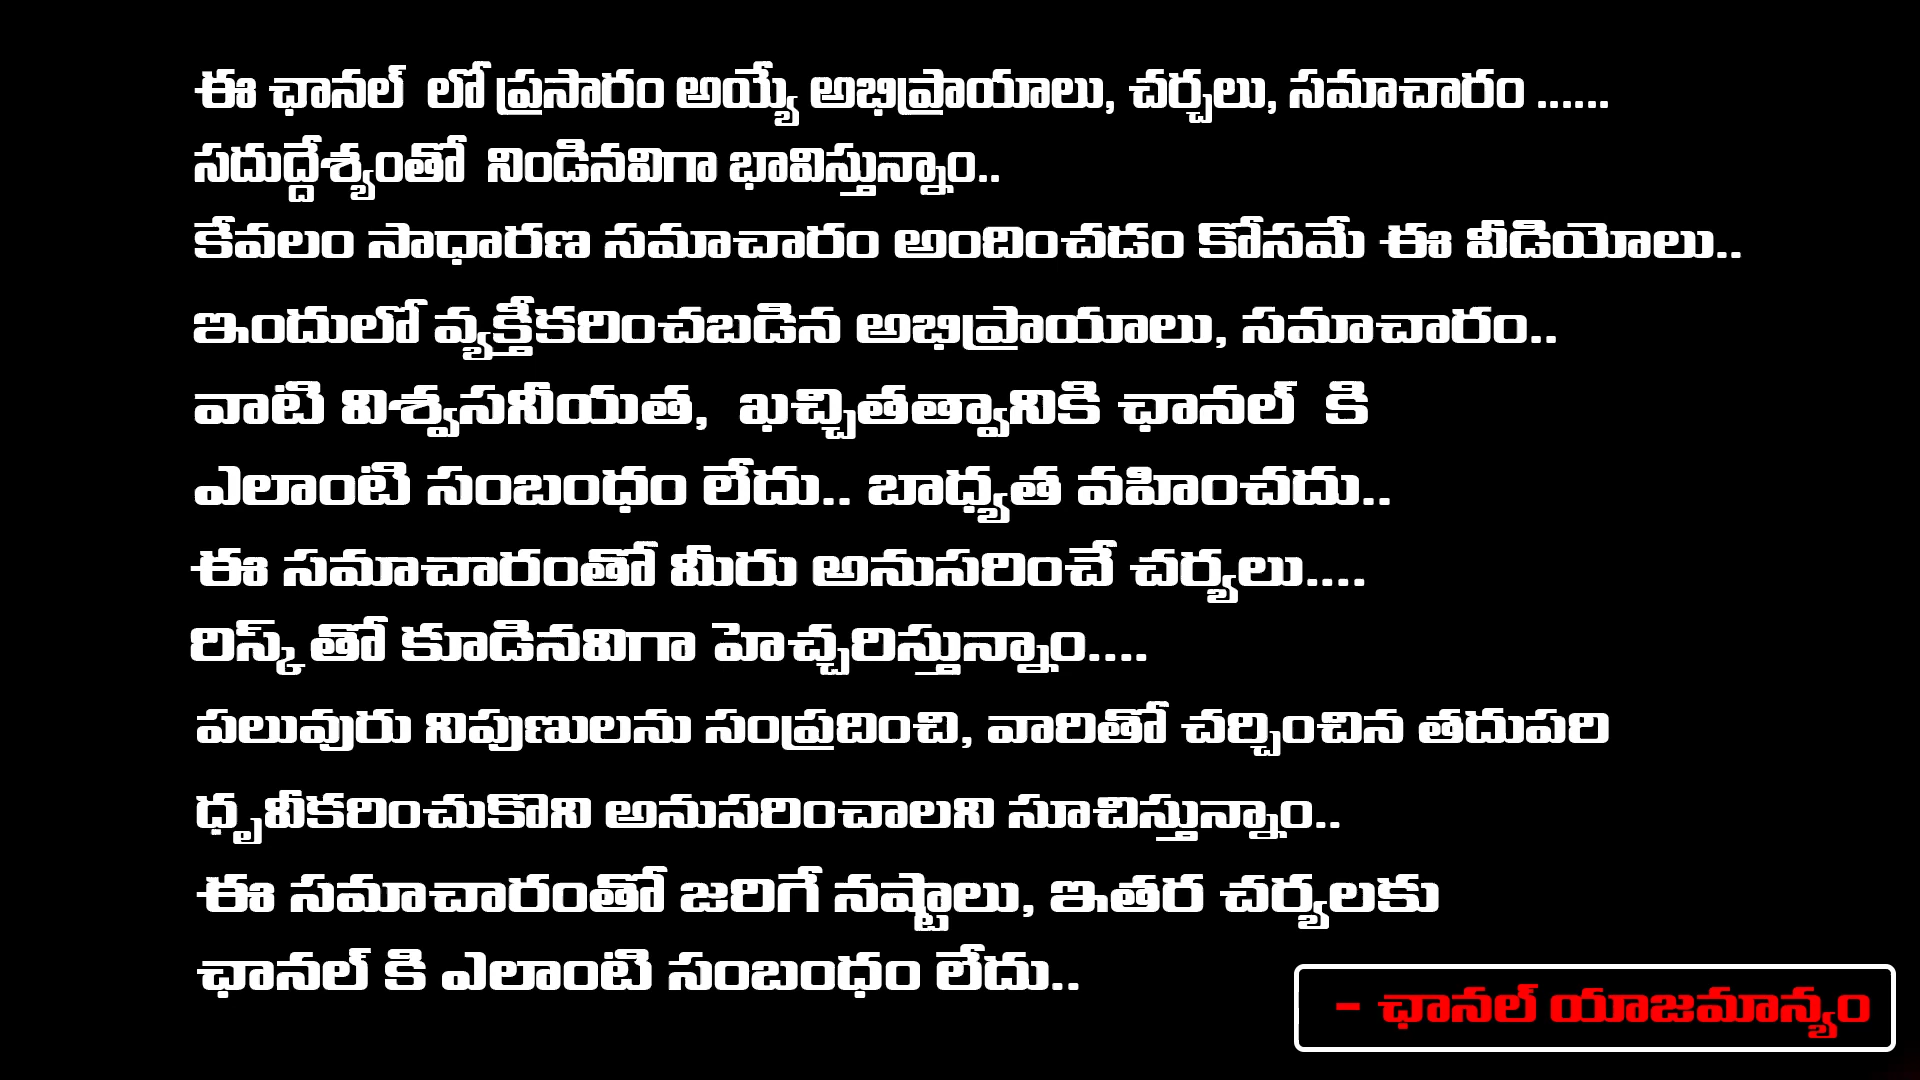 ఈ ఛానల్ లో ప్రసారం అయ్యే అభిప్రాయాలు, చర్చలు, సమాచారం ......
సదుద్దేశ్యంతో నిండినవిగా భావిస్తున్నాం..
కేవలం సాధారణ సమాచారం అందించడం కోసమే ఈ వీడియోలు..
ఇందులో వ్యక్తీకరించబడిన అభిప్రాయాలు, సమాచారం..
వాటి విశ్వసనీయత, ఖచ్చితత్వానికి ఛానల్ కి
ఎలాంటి సంబంధం లేదు.. బాధ్యత వహించదు..
ఈ సమాచారంతో మీరు అనుసరించే చర్యలు....
రిస్క్ తో కూడినవిగా హెచ్చరిస్తున్నాం....
పలువురు నిపుణులను సంప్రదించి, వారితో చర్చించిన తదుపరి
ధృవీకరించుకొని అనుసరించాలని సూచిస్తున్నాం..
ఈ సమాచారంతో జరిగే నష్టాలు, ఇతర చర్యలకు
ఛానల్ కి ఎలాంటి సంబంధం లేదు..
- ఛానల్ యాజమాన్యం